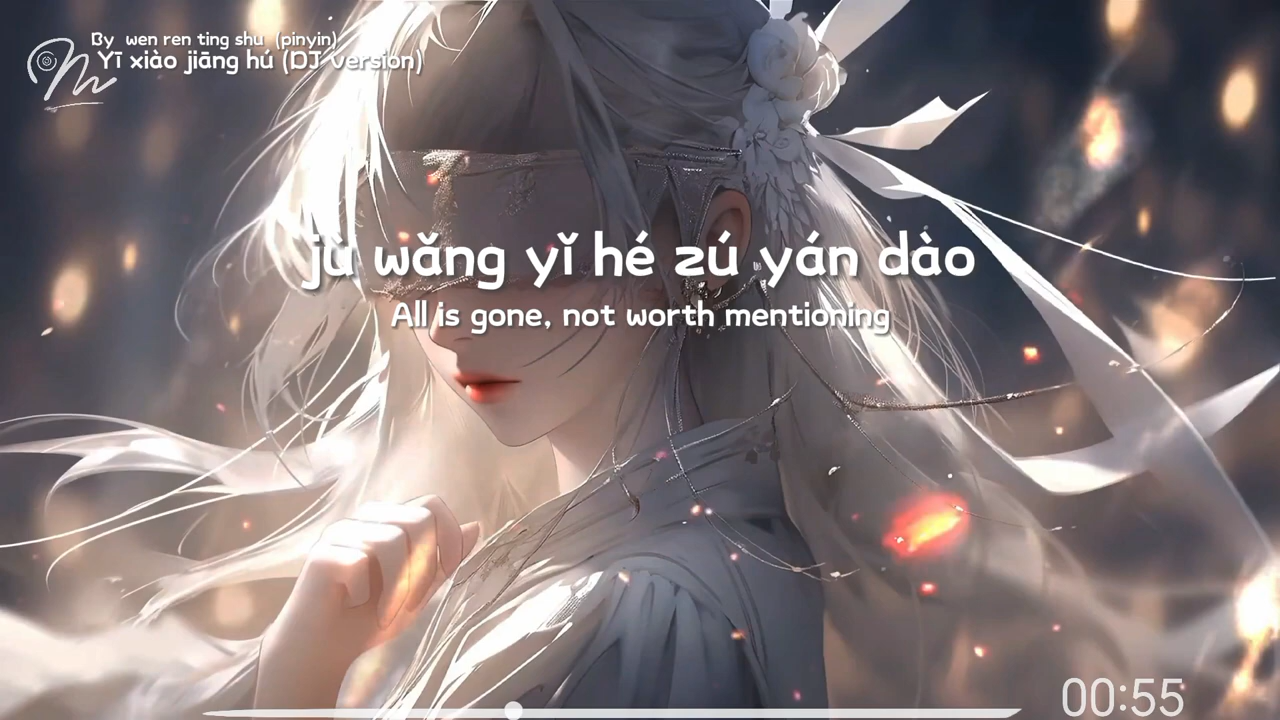 By wen ren ting shu (pinyin)
Yī xiào jiāng hú (DJ version)
jù wǎng yǐ hé zú yán dào
All is gone, not worth mentioning
00:55